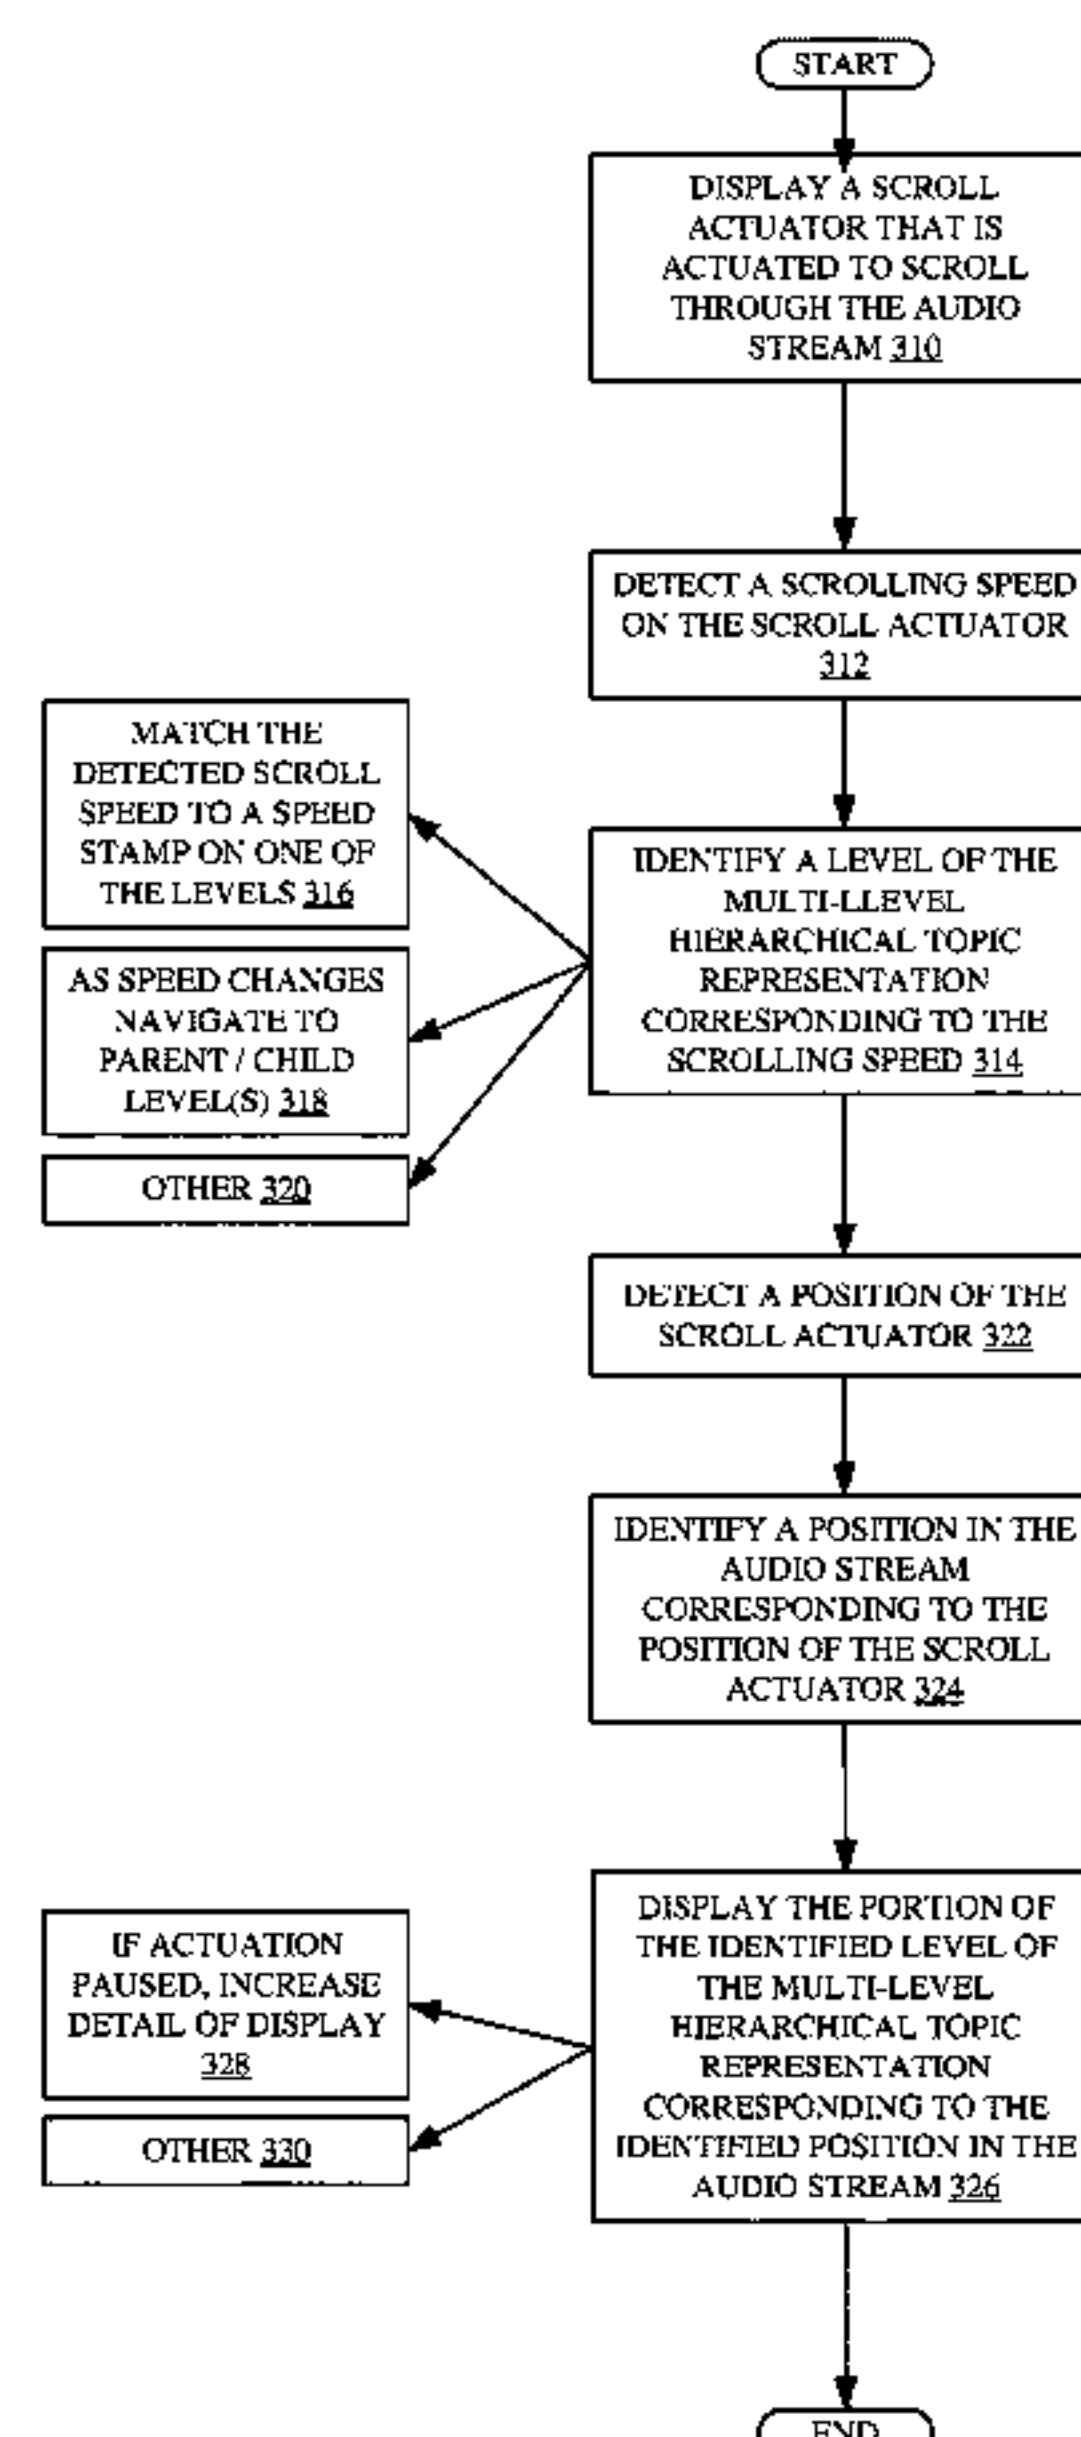 START
DISPLAY A SCROLL
ACTUATOR THAT IS
ACTUATED TO SCROLL
THROUGH THE AUDIO
STREAM 310
DETECT A SCROLLING SPEED
ON THE SCROLL ACTUATOR
312
MATCH THE
DETECTED SCROLL
SPEED TO A SPEED
STAMP ON ONE OF
THE LEVELS 316
IDENTIFY A LEVEL OF THE
MULTI-LLEVEL
HIERARCHICAL TOPIC
REPRESENTATION
CORRESPONDING TO THE
SCROLLING SPEED 314
AS SPEED CHANGES
NAVIGATE TO
PARENT / CHILD
LEVEL(S) 318
OTHER 320
DETECT A POSITION OF THE
SCROLL ACTUATOR 322
IDENTIFY A POSITION IN THE
AUDIO STREAM
CORRESPONDING TO THE
POSITION OF THE SCROLL
ACTUATOR 324
DISPLAY THE PORTION OF
THE IDENTIFIED LEVEL OF
THE MULTI-LEVEL
HIERARCHICAL TOPIC
REPRESENTATION
CORRESPONDING TO THE
IDENTIFIED POSITION IN THE
AUDIO STREAM 326
IF ACTUATION
PAUSED, INCREASE
DETAIL OF DISPLAY
328
OTHER 330
END